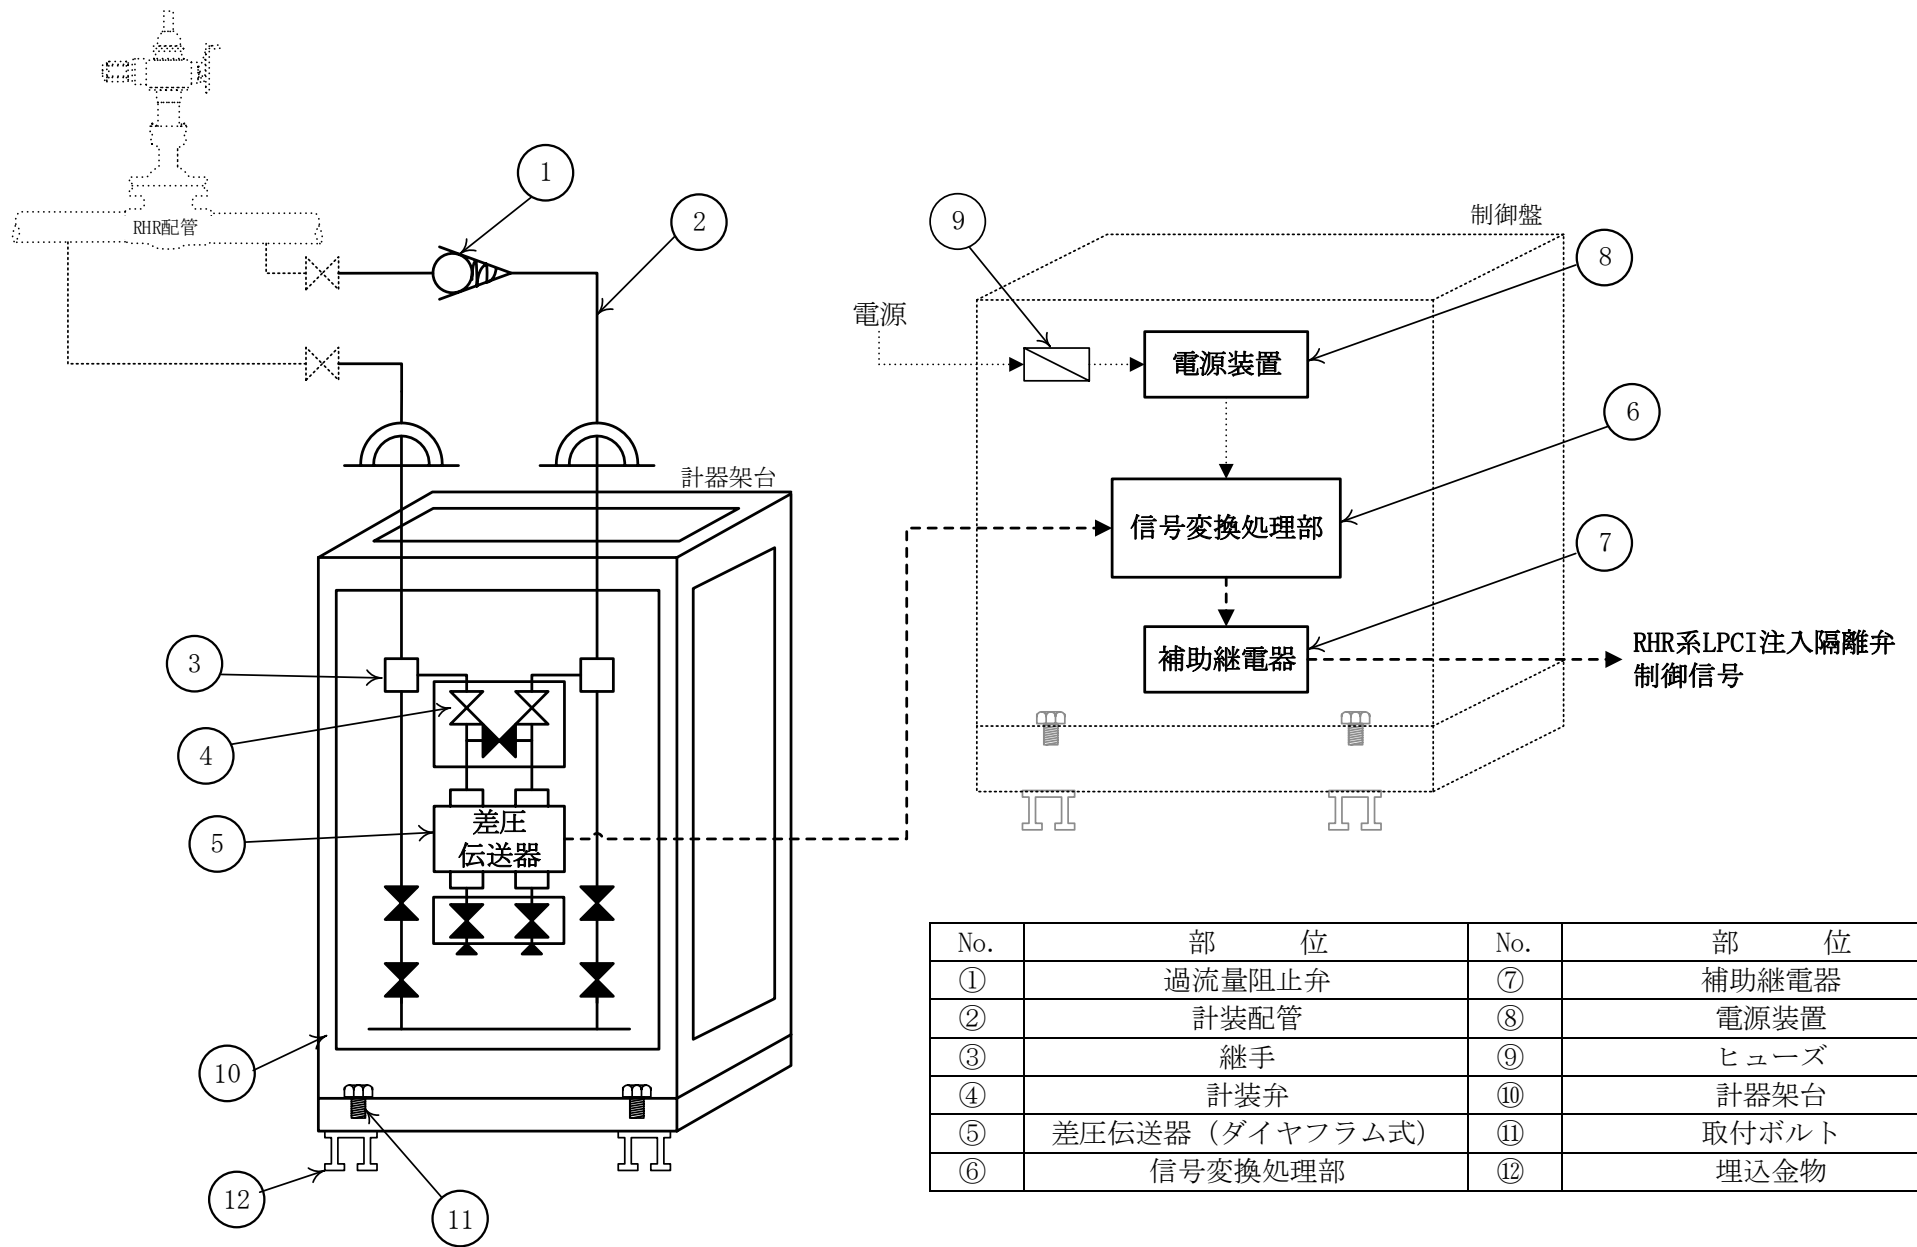 ①
②
RHR配管
⑨
制御盤
⑧
電源
電源装置
⑥
計器架台
信号変換処理部
⑦
補助継電器
RHR系LPCI注入隔離弁
制御信号
③
④
⑤
差圧
伝送器
⑩
⑫
⑪
No. 部 位 No. 部 位
① 過流量阻止弁 ⑦ 補助継電器
② 計装配管 ⑧ 電源装置
③ 継手 ⑨ ヒューズ
④ 計装弁 ⑩ 計器架台
⑤ 差圧伝送器(ダイヤフラム式) ⑪ 取付ボルト
⑥ 信号変換処理部 ⑫ 埋込金物